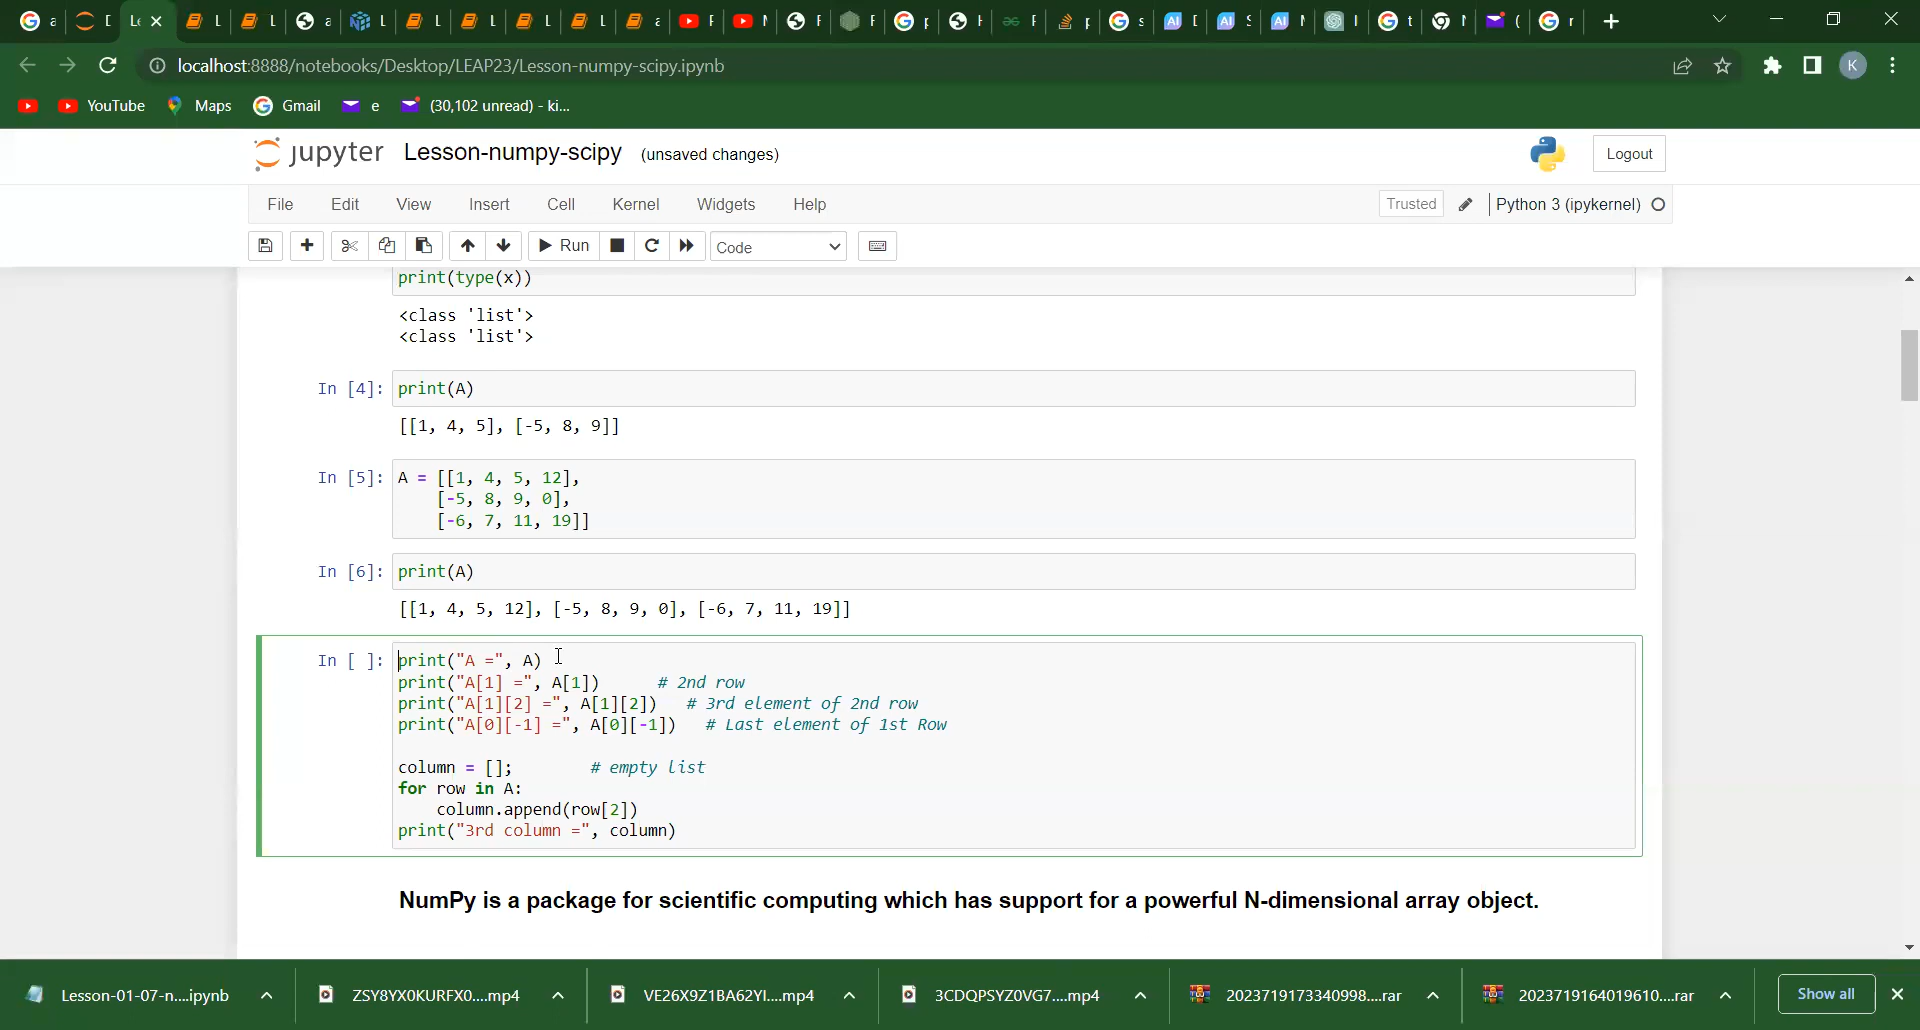 localhost:8888/notebooks/Desktop/LEAP23/Lesson-numpy-scipy.ipynb
K
YouTube Maps Gmail e (30,102 unread) - ki...
jupyter Lesson-numpy-scipy (unsaved changes)
Logout
File Edit View Insert Cell Kernel Widgets Help
Trusted Python 3 (ipykernel)
Run Code
print(type(x))
<class 'list'>
<class 'list'>
In [4]: print(A)
[[1, 4, 5], [-5, 8, 9]]
In [5]: A = [[1, 4, 5, 12],
[-5, 8, 9, 0],
[-6, 7, 11, 19]]
In [6]: print(A)
[[1, 4, 5, 12], [-5, 8, 9, 0], [-6, 7, 11, 19]]
In [ ]: print("A =", A)
print("A[1] =", A[1]) # 2nd row
print("A[1][2] =", A[1][2]) # 3rd element of 2nd row
print("A[0][-1] =", A[0][-1]) # Last element of 1st Row
column = []; # empty list
for row in A:
column.append(row[2])
print("3rd column =", column)
NumPy is a package for scientific computing which has support for a powerful N-dimensional array object.
Lesson-01-07-n....ipynb ZSY8YX0KURFX0....mp4 VE26X9Z1BA62YI....mp4 3CDQPSYZ0VG7....mp4 2023719173340998....rar 2023719164019610....rar Show all